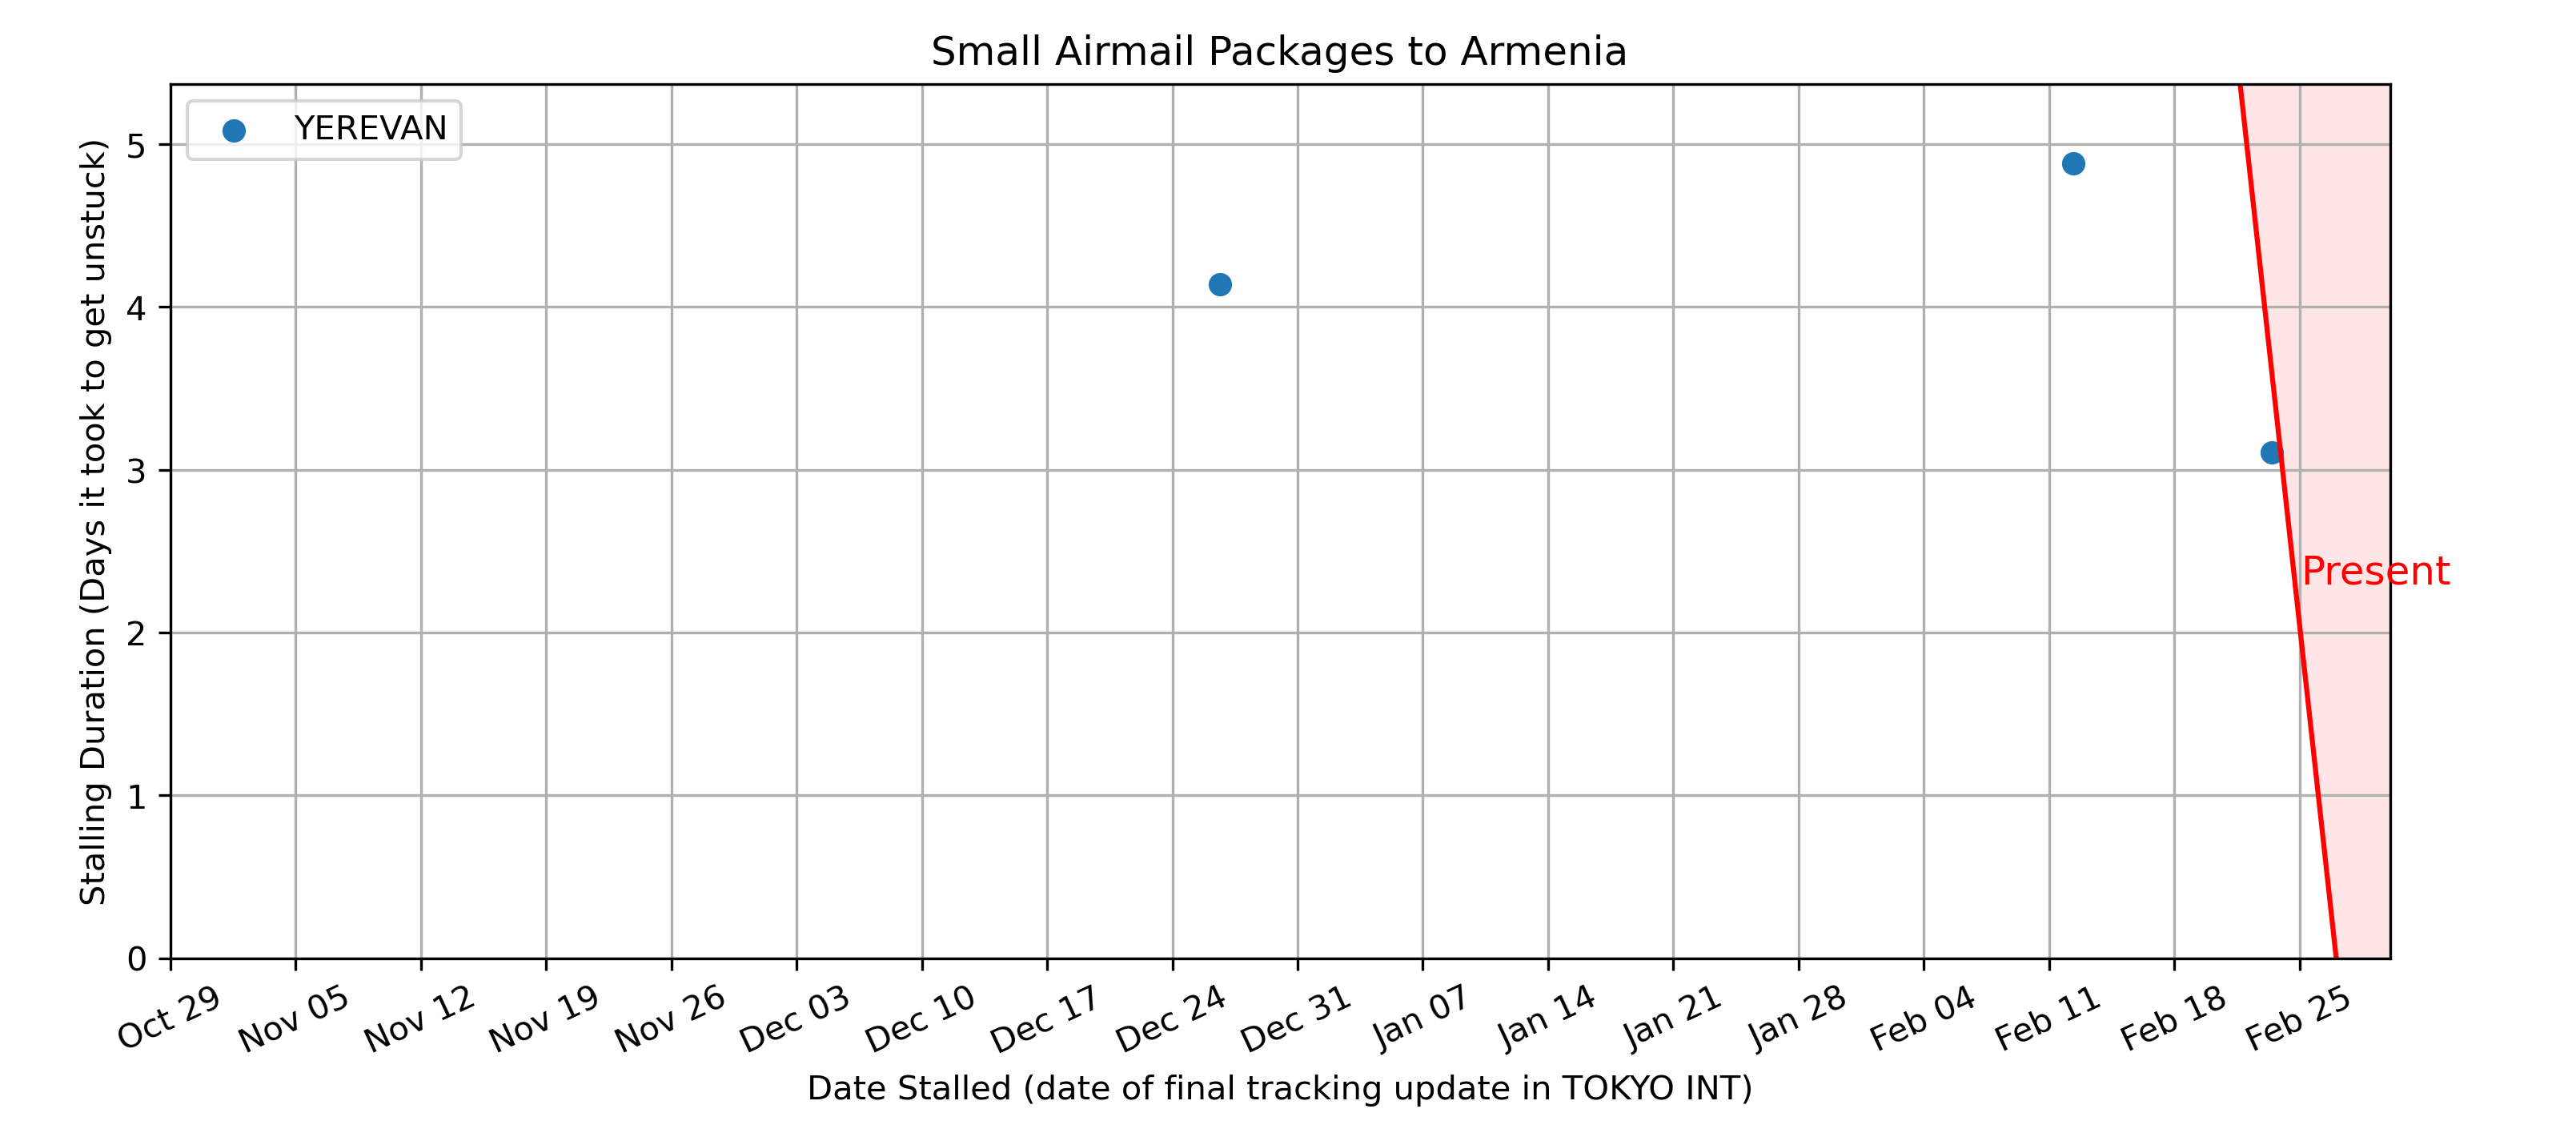 Small Airmail Packages to Armenia
YEREVAN
Stalling Duration (Days it took to get unstuck)
5
4
3
2
1
0
Present
Oct 29
Nov 05
Nov 12
Nov 19
Nov 26
Dec 03
Dec 10
Dec 17
Dec 24
Dec 31
Jan 07
Jan 14
Jan 21
Jan 28
Feb 04
Feb 11
Feb 18
Feb 25
Date Stalled (date of final tracking update in TOKYO INT)